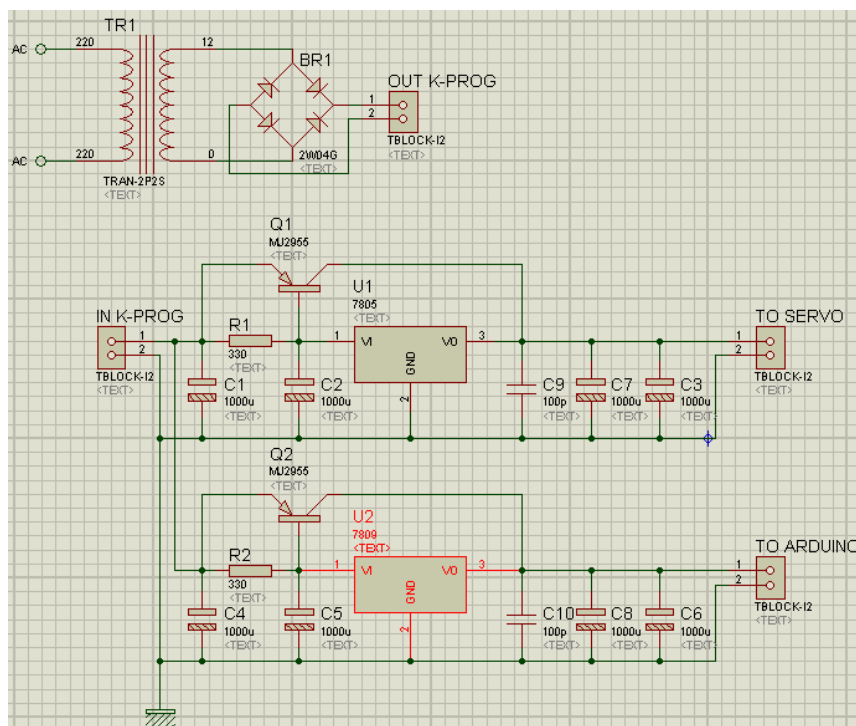 TR1
AC 220 12
BR1
OUT K-PROG
1
2
TBLOCK-I2
<TEXT>
AC 220 0
2W04G
<TEXT>
TRAN-2P2S
<TEXT>
Q1
MJ2955
<TEXT>
U1
7805
<TEXT>
IN K-PROG
1
2
TBLOCK-I2
<TEXT>
R1
330
<TEXT>
1 VI VO 3
GND
2
TO SERVO
1
2
TBLOCK-I2
<TEXT>
C1
1000u
<TEXT>
C2
1000u
<TEXT>
C9
100p
<TEXT>
C7
1000u
<TEXT>
C3
1000u
<TEXT>
Q2
MJ2955
<TEXT>
U2
7809
<TEXT>
R2
330
<TEXT>
1 VI VO 3
GND
2
TO ARDUINO
1
2
TBLOCK-I2
<TEXT>
C4
1000u
<TEXT>
C5
1000u
<TEXT>
C10
100p
<TEXT>
C8
1000u
<TEXT>
C6
1000u
<TEXT>